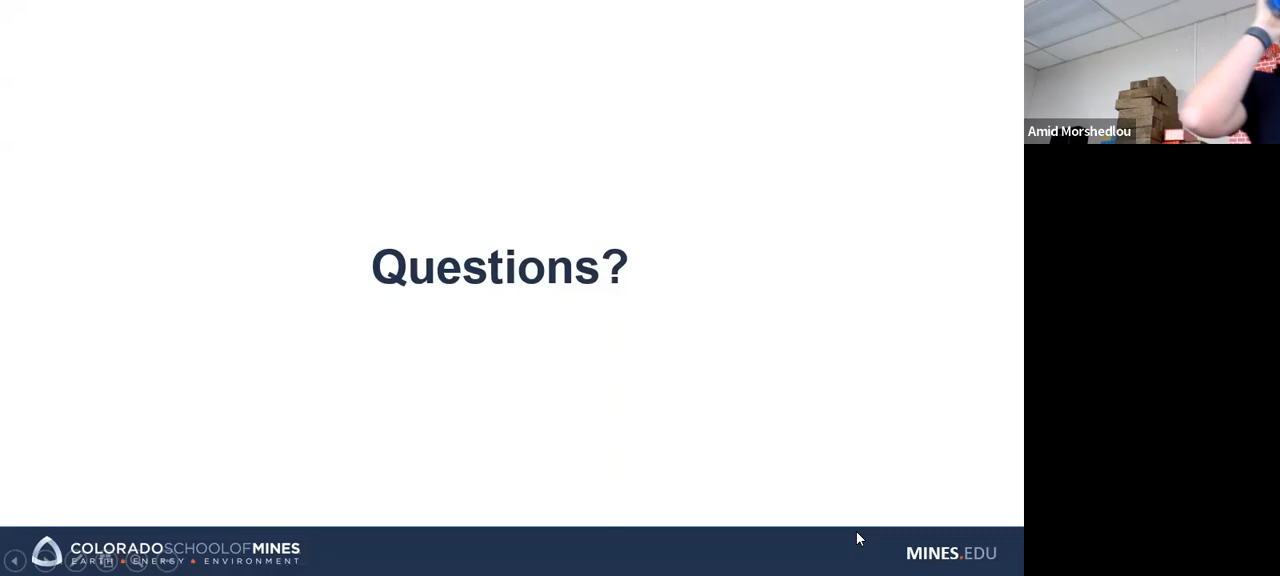 Questions?
Amid Morshedlou
COLORADOSCHOOLOFMINES
EARTH • ENERGY • ENVIRONMENT
MINES.EDU